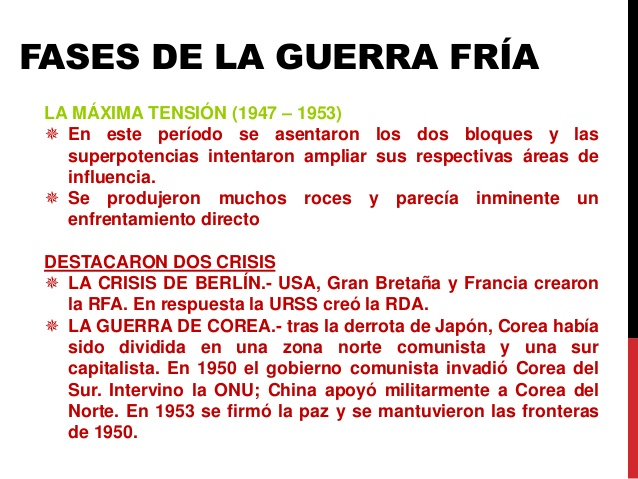 FASES DE LA GUERRA FRÍA
LA MÁXIMA TENSIÓN (1947 – 1953)
En este período se asentaron los dos bloques y las
superpotencias intentaron ampliar sus respectivas áreas de
influencia.
Se produjeron muchos roces y parecía inminente un
enfrentamiento directo
DESTACARON DOS CRISIS
LA CRISIS DE BERLÍN.- USA, Gran Bretaña y Francia crearon
la RFA. En respuesta la URSS creó la RDA.
LA GUERRA DE COREA.- tras la derrota de Japón, Corea había
sido dividida en una zona norte comunista y una sur
capitalista. En 1950 el gobierno comunista invadió Corea del
Sur. Intervino la ONU; China apoyó militarmente a Corea del
Norte. En 1953 se firmó la paz y se mantuvieron las fronteras
de 1950.